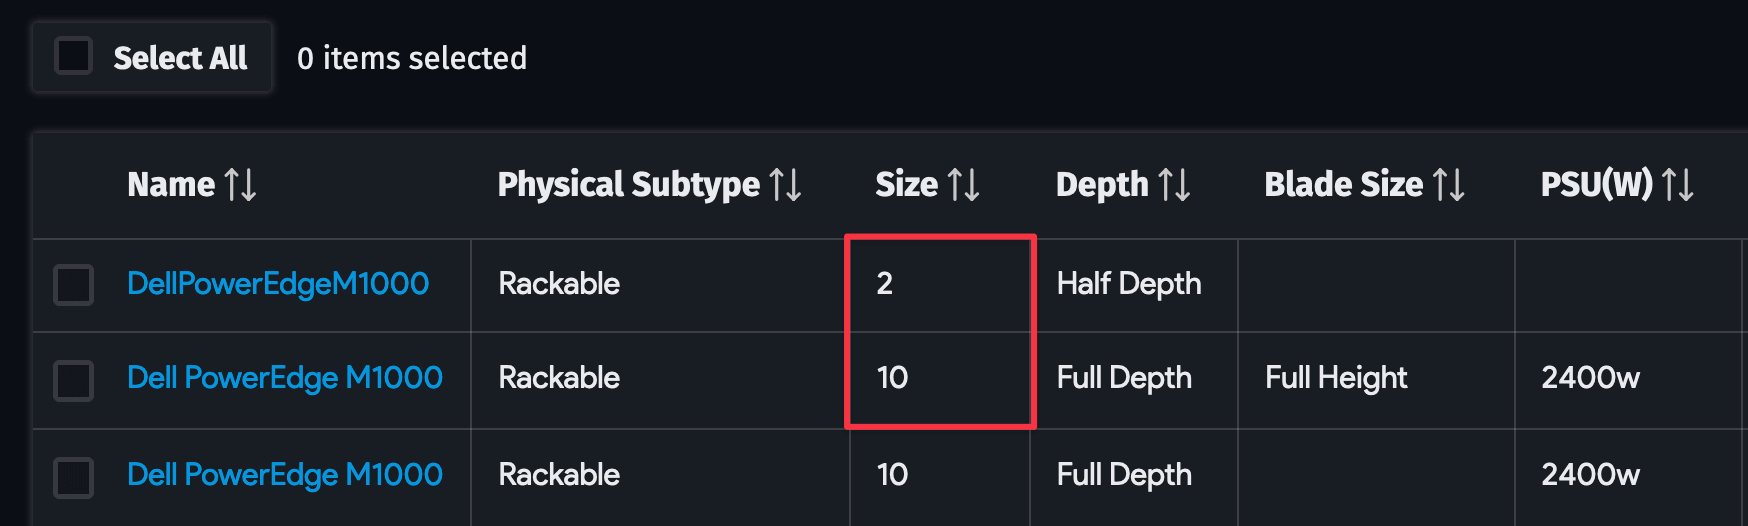 Select All 0 items selected
Name ↑↓ Physical Subtype ↑↓ Size ↑↓ Depth ↑↓ Blade Size ↑↓ PSU(W) ↑↓
DellPowerEdgeM1000 Rackable 2 Half Depth
Dell PowerEdge M1000 Rackable 10 Full Depth Full Height 2400w
Dell PowerEdge M1000 Rackable 10 Full Depth 2400w